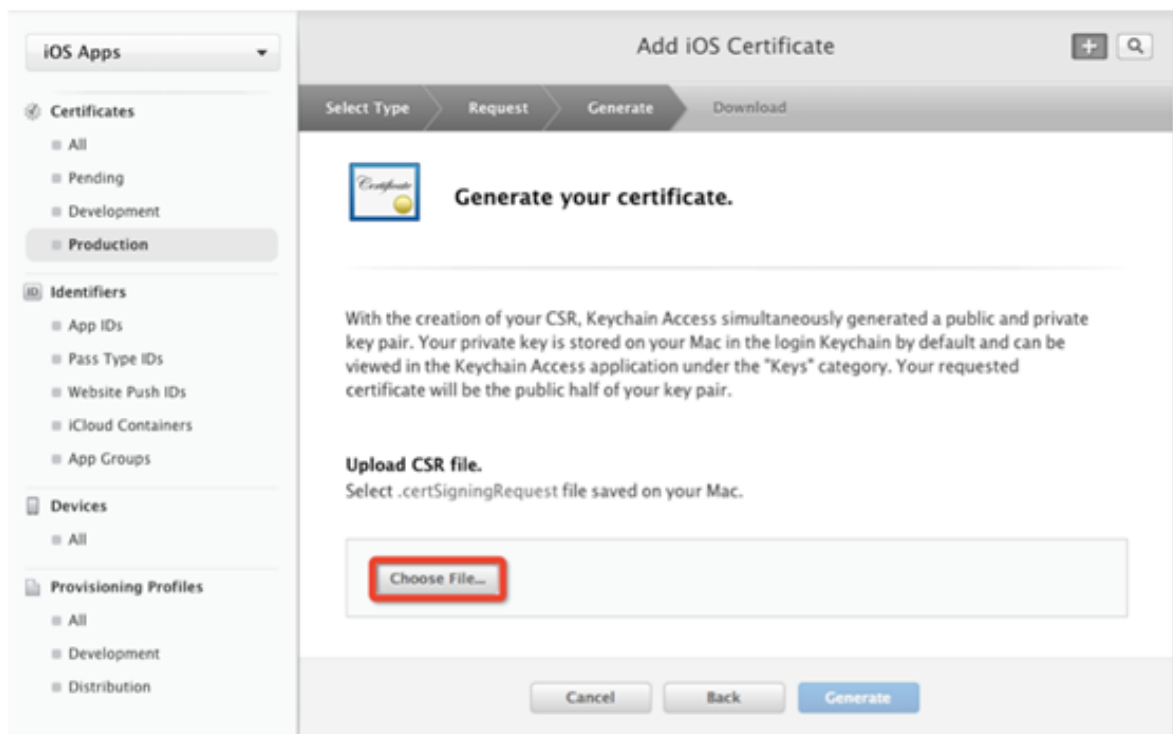 iOS Apps
Certificates
All
Pending
Development
Production
ID Identifiers
App IDs
Pass Type IDs
Website Push IDs
iCloud Containers
App Groups
Devices
All
Provisioning Profiles
All
Development
Distribution
Add iOS Certificate
Select Type Request Generate Download
Certificate
Generate your certificate.
With the creation of your CSR, Keychain Access simultaneously generated a public and private
key pair. Your private key is stored on your Mac in the login Keychain by default and can be
viewed in the Keychain Access application under the "Keys" category. Your requested
certificate will be the public half of your key pair.
Upload CSR file.
Select .certSigningRequest file saved on your Mac.
Choose File...
Cancel Back Generate